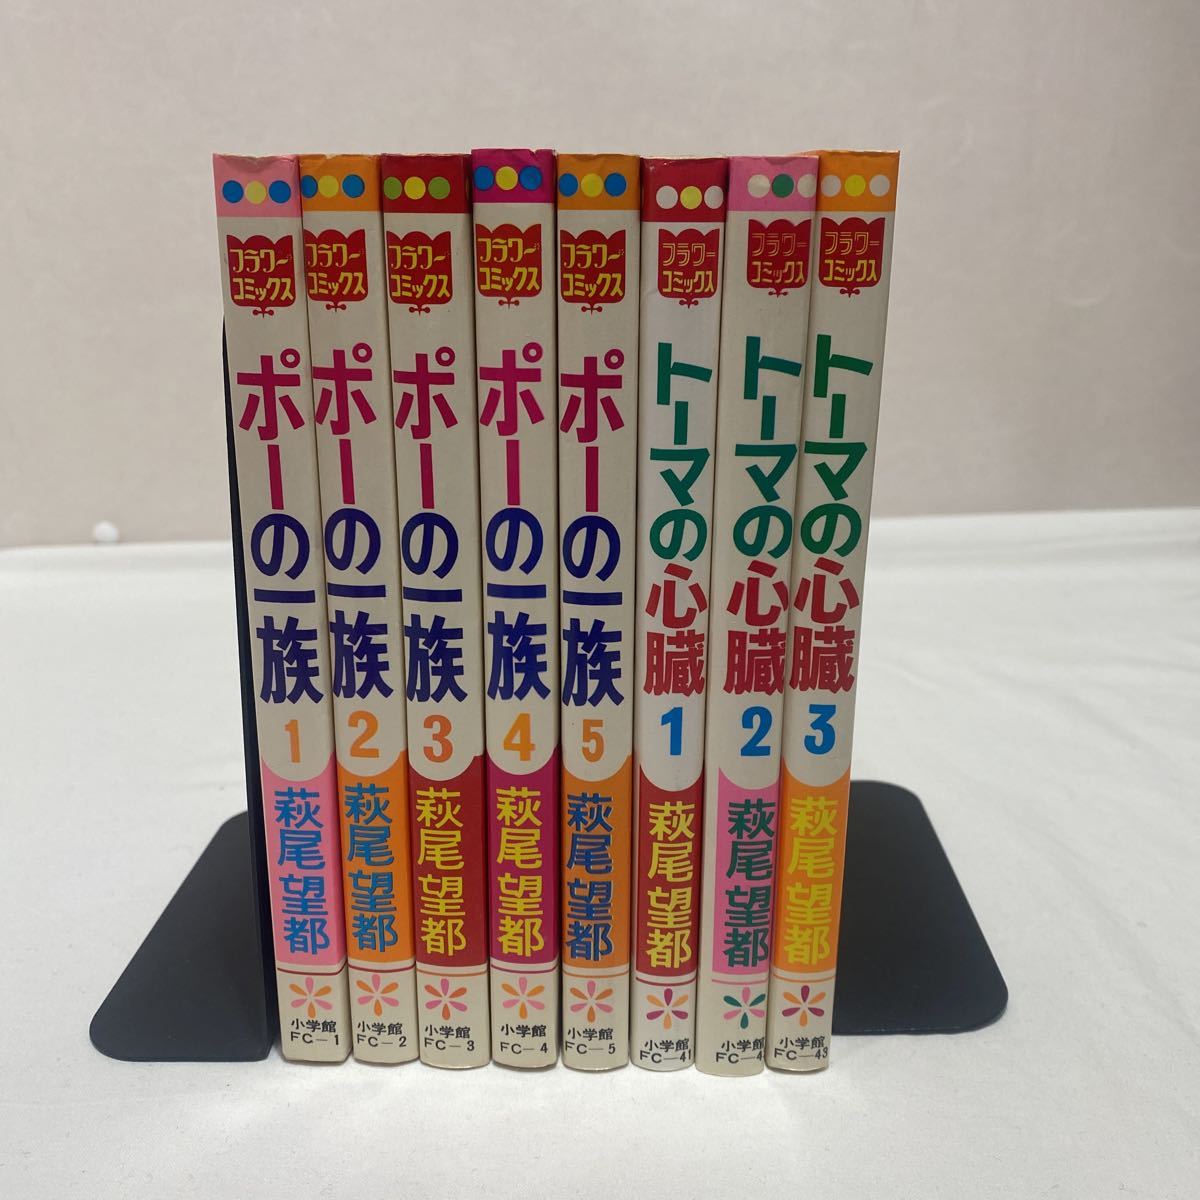 フラワー
コミックス
ポーの一族
1
萩尾望都
小学館
FC-1
フラワー
コミックス
ポーの一族
2
萩尾望都
小学館
FC-2
フラワー
コミックス
ポーの一族
3
萩尾望都
小学館
FC-3
フラワー
コミックス
ポーの一族
4
萩尾望都
小学館
FC-4
フラワー
コミックス
ポーの一族
5
萩尾望都
小学館
FC-5
フラワー
コミックス
トーマの心臓
1
萩尾望都
小学館
FC-41
フラワー
コミックス
トーマの心臓
2
萩尾望都
小学館
FC-4
フラワー
コミックス
トーマの心臓
3
萩尾望都
小学館
FC-43